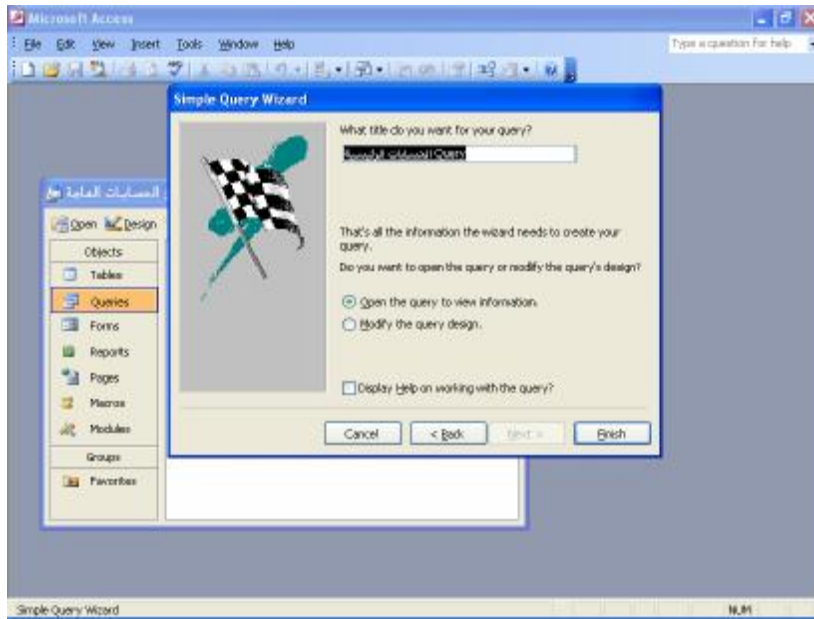 Microsoft Access
File Edit View Insert Tools Window Help
Type a question for help
Simple Query Wizard
What title do you want for your query?
الحسابات الرئيسية Query
الحسابات العامة
Open Design
Objects
Tables
Queries
Forms
Reports
Pages
Macros
Modules
Groups
Favorites
That's all the information the wizard needs to create your
query.
Do you want to open the query or modify the query's design?
Open the query to view information.
Modify the query design.
Display Help on working with the query?
Cancel < Back Next > Finish
Simple Query Wizard
NUM